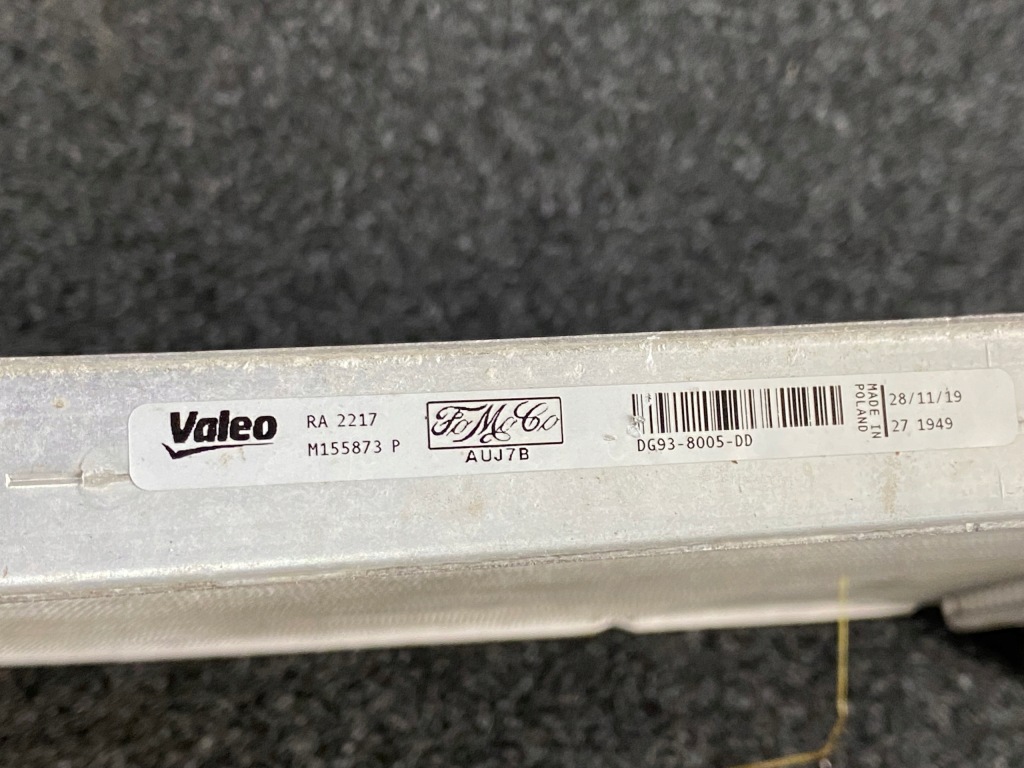 Valeo
RA 2217
M155873 P
FoMoCo
AUJ7B
DG93-8005-DD
MADE IN
POLAND
28/11/19
27 1949